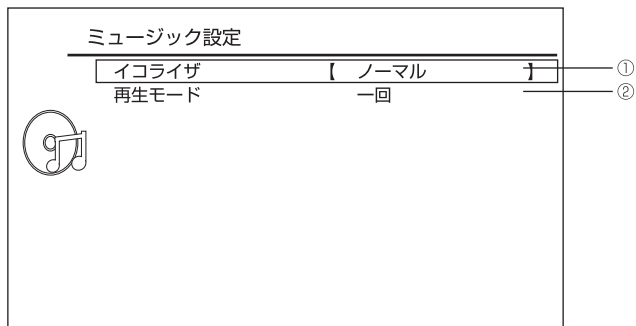 ミュージック設定
イコライザ 【 ノーマル 】 ①
再生モード 一回 ②